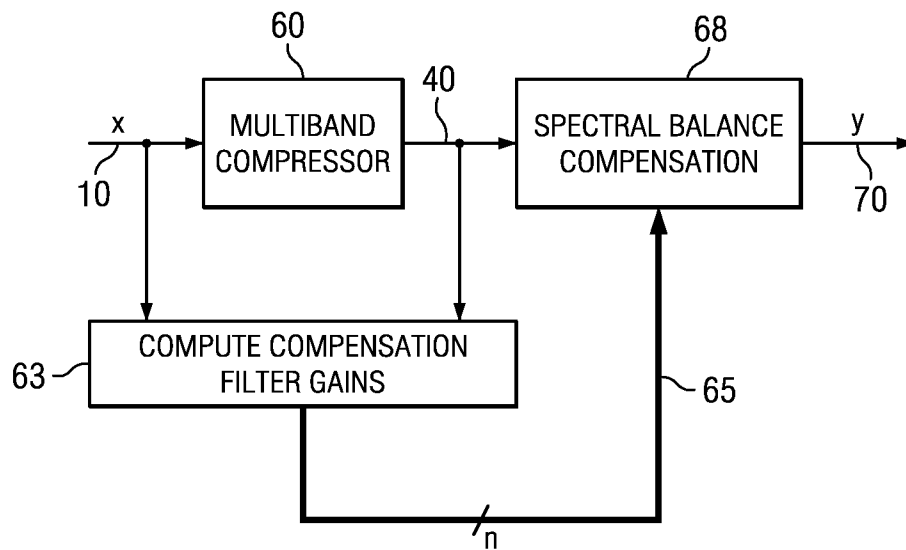 60
68
40
x
MULTIBAND
COMPRESSOR
SPECTRAL BALANCE
COMPENSATION
y
10
70
63
COMPUTE COMPENSATION
FILTER GAINS
65
n